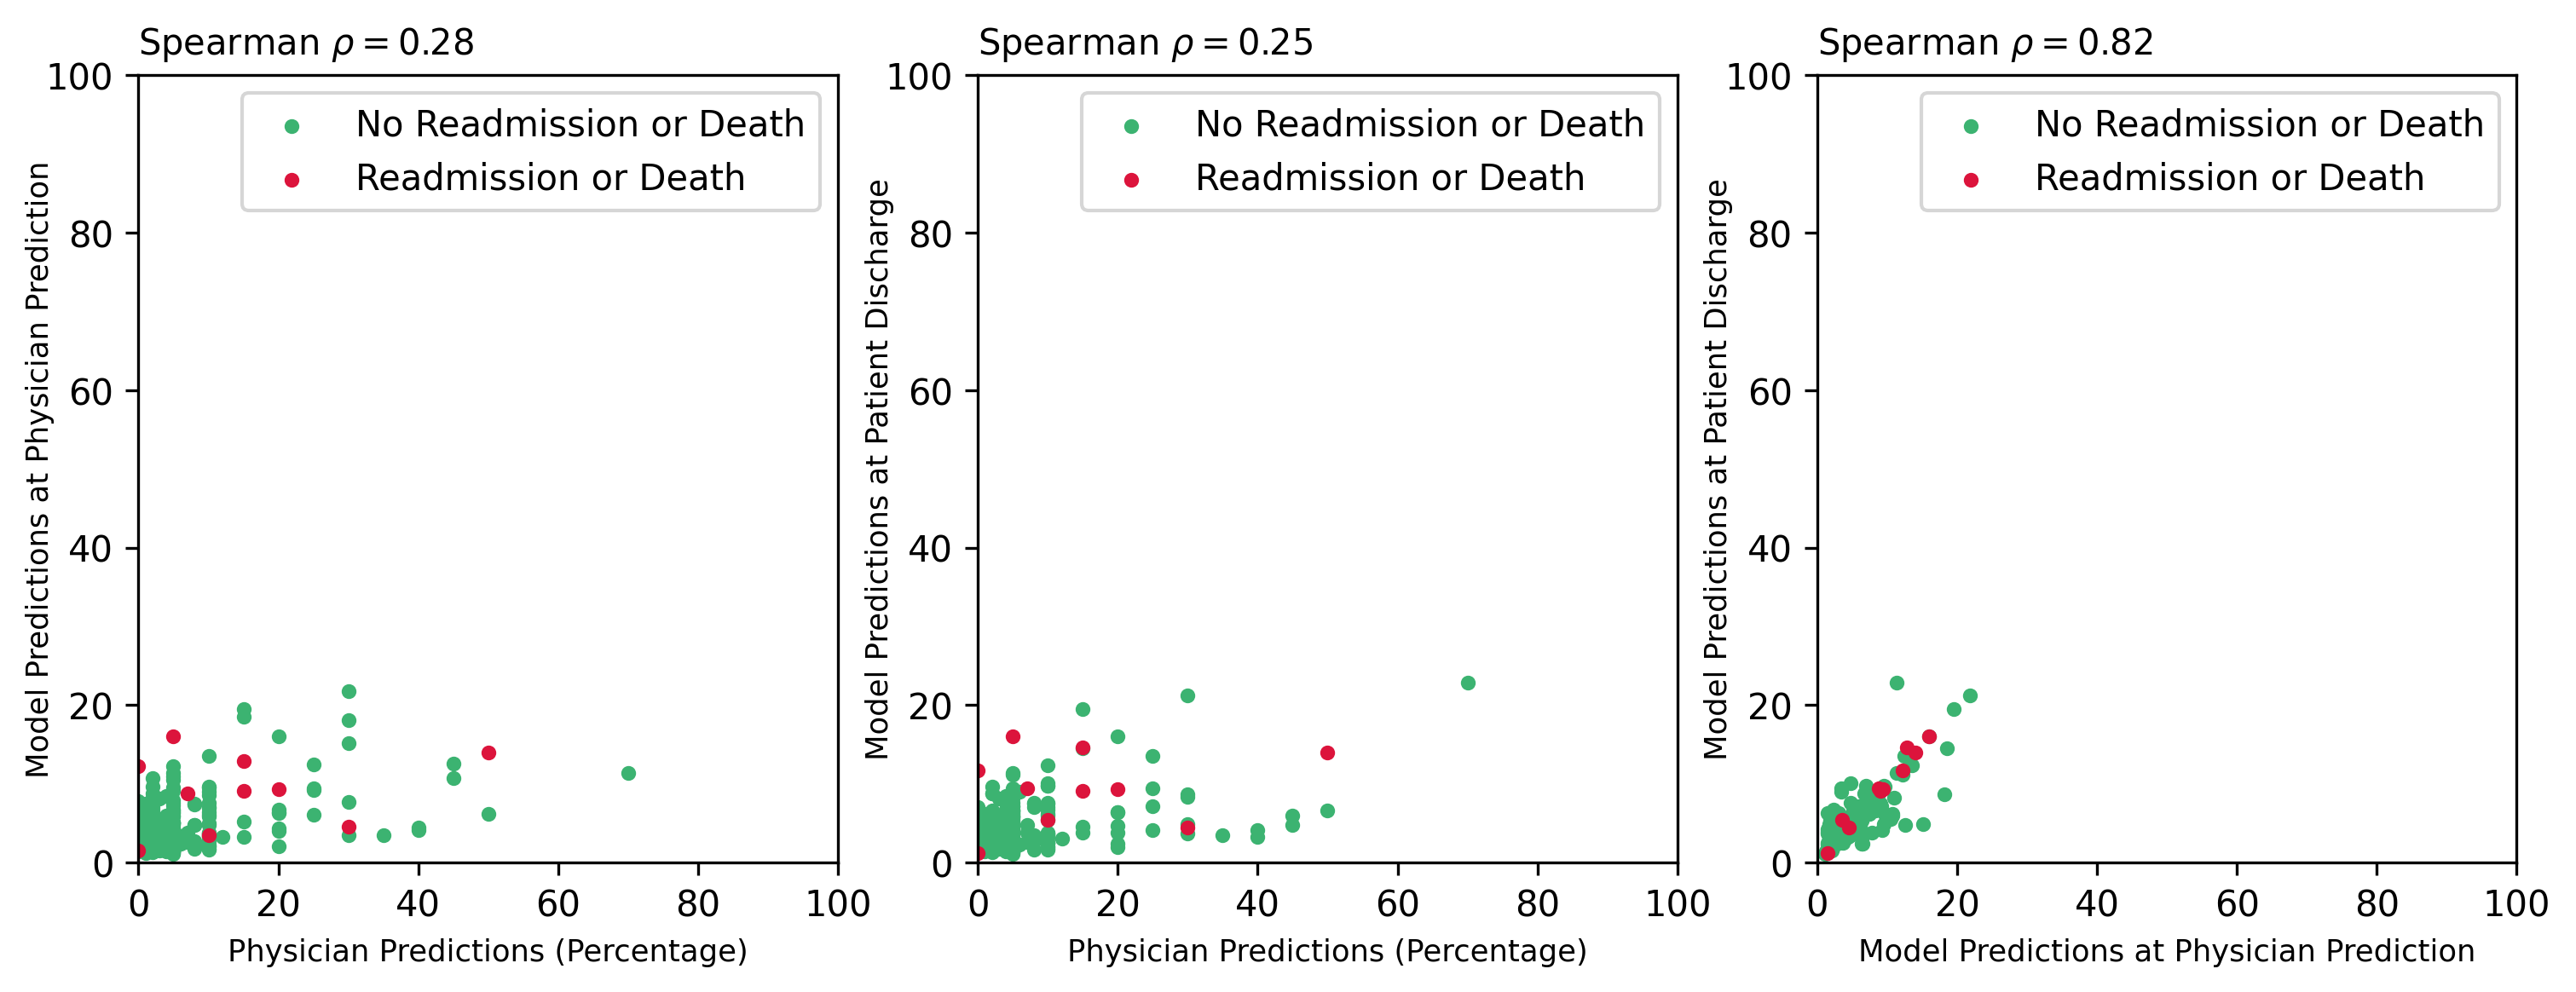 Spearman ρ = 0.28
100
80
60
40
20
0
Model Predictions at Physician Prediction
No Readmission or Death
Readmission or Death
0 20 40 60 80 100
Physician Predictions (Percentage)
Spearman ρ = 0.25
100
80
60
40
20
0
Model Predictions at Patient Discharge
No Readmission or Death
Readmission or Death
0 20 40 60 80 100
Physician Predictions (Percentage)
Spearman ρ = 0.82
100
80
60
40
20
0
Model Predictions at Patient Discharge
No Readmission or Death
Readmission or Death
0 20 40 60 80 100
Model Predictions at Physician Prediction